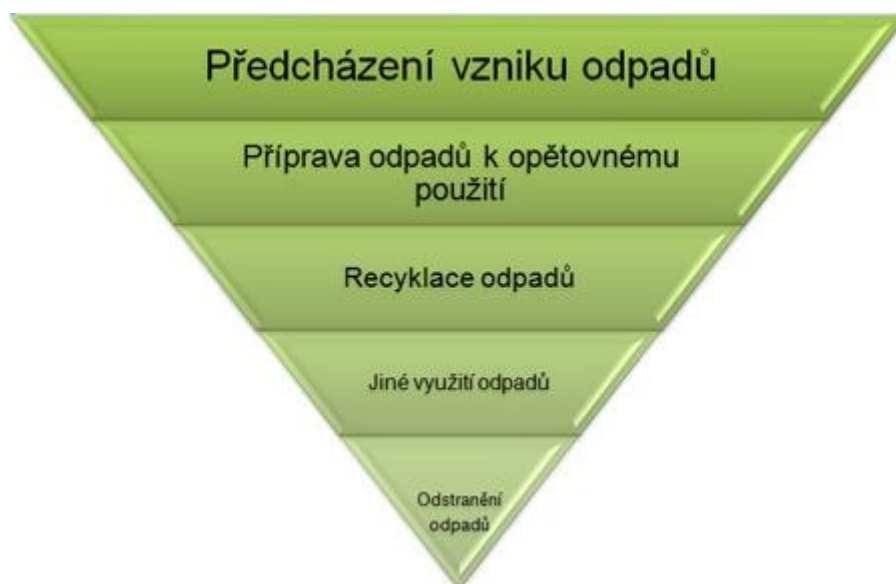 Předcházení vzniku odpadů
Příprava odpadů k opětovnému
použití
Recyklace odpadů
Jiné využití odpadů
Odstranění
odpadů